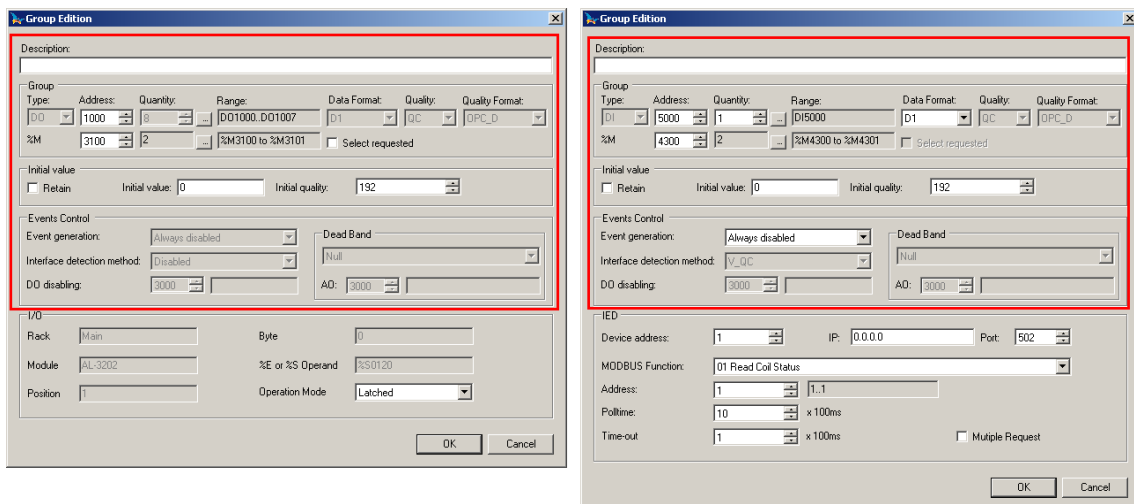 Group Edition
Description:
Group
Type: Address: Quantity: Range: Data Format: Quality: Quality Format:
DO 1000 8 ... DO1000..DO1007 D1 QC OPC_D
%M 3100 2 ... %M3100 to %M3101 Select requested
Initial value
Retain Initial value: 0 Initial quality: 192
Events Control
Event generation: Always disabled Dead Band
Null
Interface detection method: Disabled
DO disabling: 3000 AO: 3000
I/O
Rack Main Byte 0
Module AL-3202 %E or %S Operand %S0120
Position 1 Operation Mode Latched
OK Cancel
Group Edition
Description:
Group
Type: Address: Quantity: Range: Data Format: Quality: Quality Format:
DI 5000 1 ... DI5000 D1 QC OPC_D
%M 4300 2 ... %M4300 to %M4301 Select requested
Initial value
Retain Initial value: 0 Initial quality: 192
Events Control
Event generation: Always disabled Dead Band
Null
Interface detection method: V_QC
DO disabling: 3000 AO: 3000
IED
Device address: 1 IP: 0.0.0.0 Port: 502
MODBUS Function: 01 Read Coil Status
Address: 1 1..1
Polltime: 10 x 100ms
Time-out 1 x 100ms Mutiple Request
OK Cancel